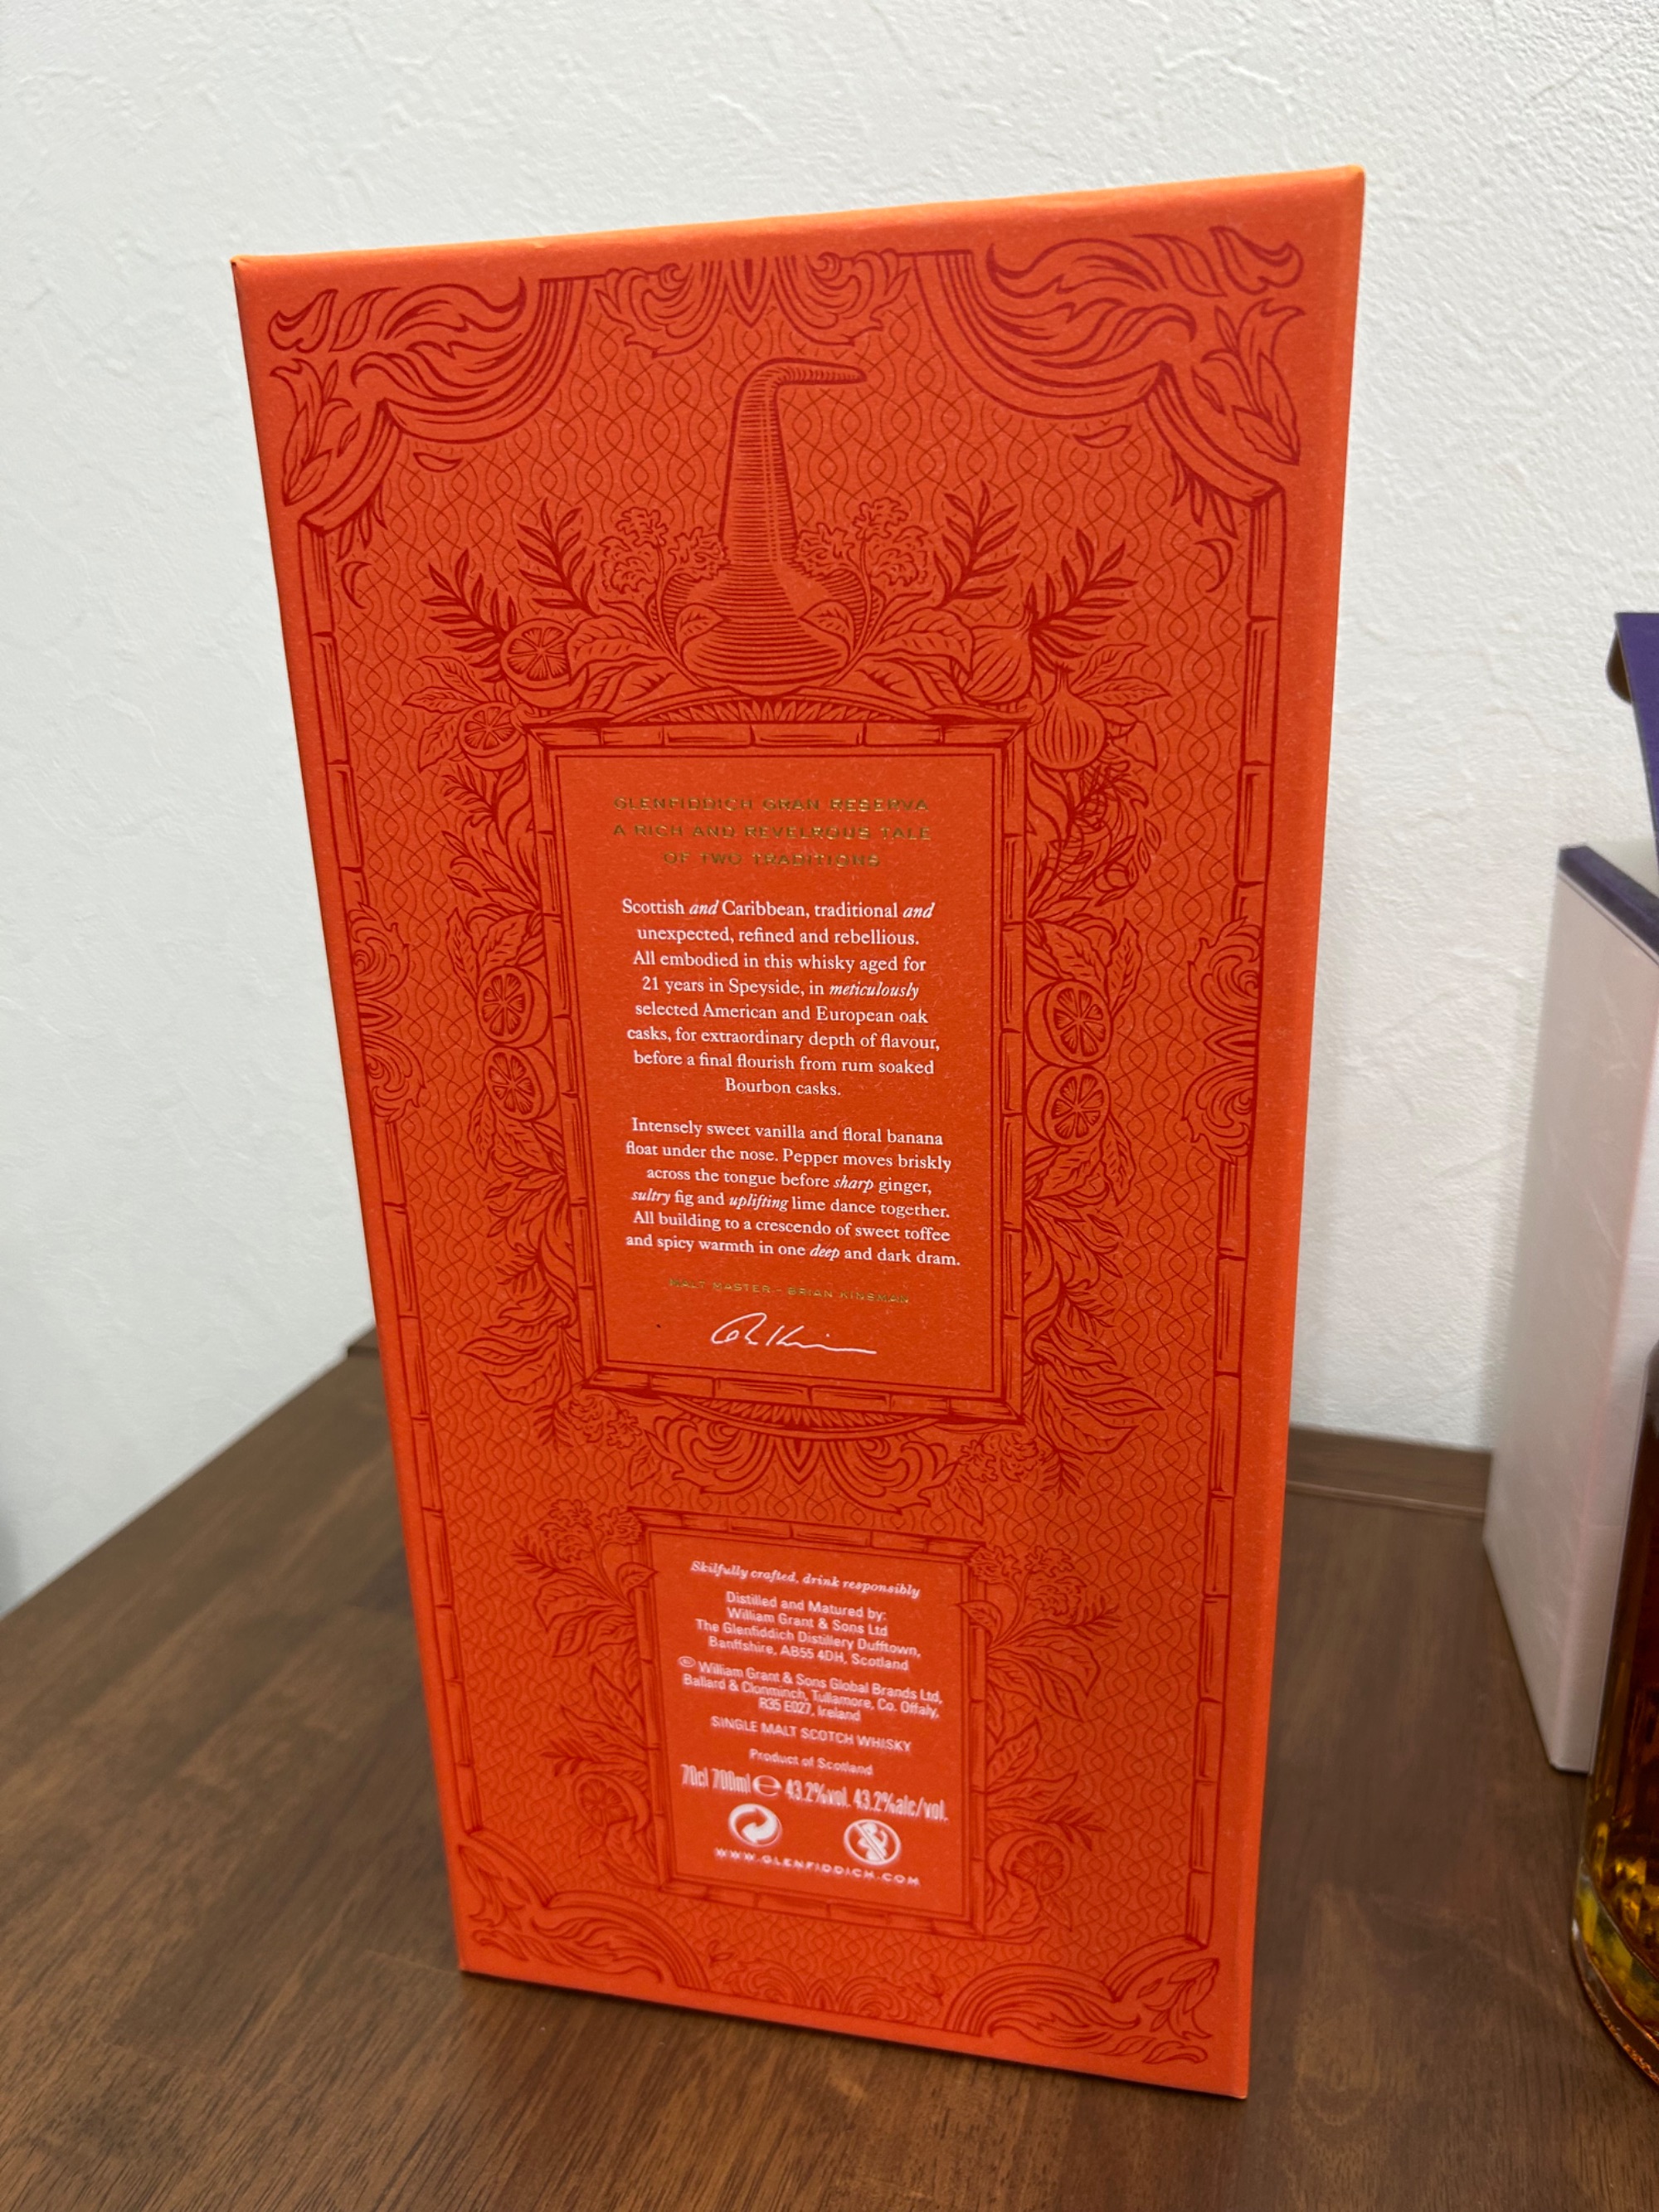 GLENFIDDICH GRAN RESERVA
A RICH AND REVELROUS TALE
OF TWO TRADITIONS
Scottish and Caribbean, traditional and
unexpected, refined and rebellious.
All embodied in this whisky aged for
21 years in Speyside, in meticulously
selected American and European oak
casks, for extraordinary depth of flavour,
before a final flourish from rum soaked
Bourbon casks.
Intensely sweet vanilla and floral banana
float under the nose. Pepper moves briskly
across the tongue before sharp ginger,
sultry fig and uplifting lime dance together.
All building to a crescendo of sweet toffee
and spicy warmth in one deep and dark dram.
MALT MASTER - BRIAN KINSMAN
Skilfully crafted, drink responsibly
Distilled and Matured by:
William Grant & Sons Ltd
The Glenfiddich Distillery Dufftown,
Banffshire, AB55 4DH, Scotland
William Grant & Sons Global Brands Ltd,
Ballard & Clonminch, Tullamore, Co. Offaly,
R35 E027, Ireland
SINGLE MALT SCOTCH WHISKY
Product of Scotland
70cl 700ml e 43.2%vol. 43.2%alc/vol.
WWW.GLENFIDDICH.COM